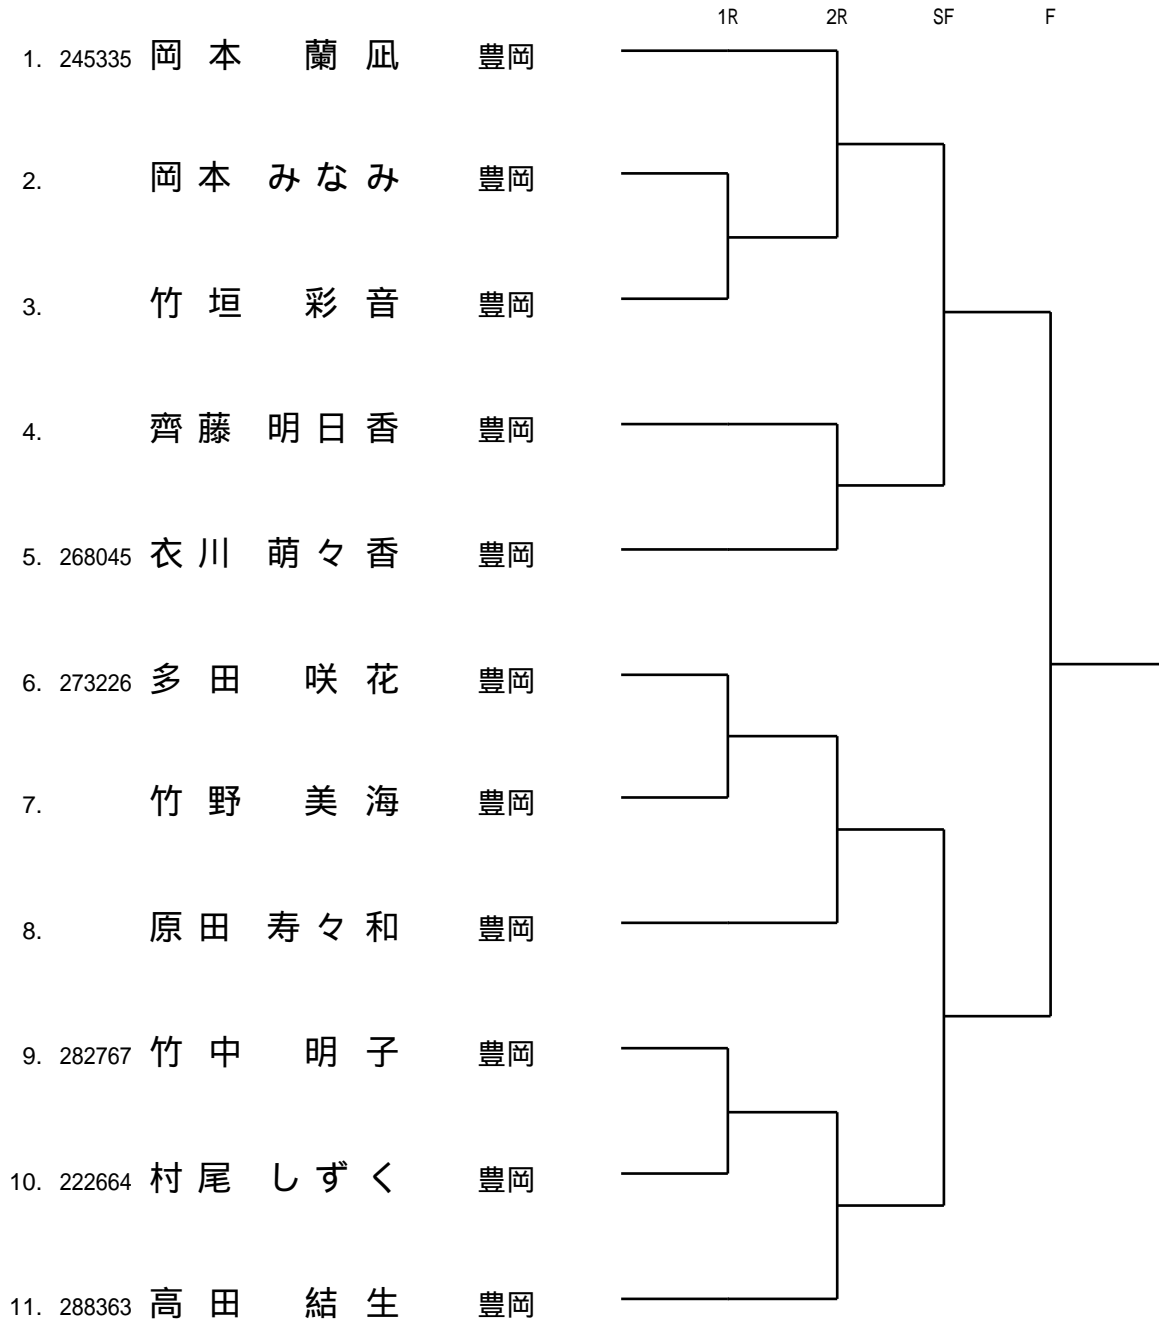 1R 2R SF F
1. 245335 岡本 蘭凪 豊岡
2. 岡本 みなみ 豊岡
3. 竹垣 彩音 豊岡
4. 齊藤 明日香 豊岡
5. 268045 衣川 萌々香 豊岡
6. 273226 多田 咲花 豊岡
7. 竹野 美海 豊岡
8. 原田 寿々和 豊岡
9. 282767 竹中 明子 豊岡
10. 222664 村尾 しずく 豊岡
11. 288363 高田 結生 豊岡